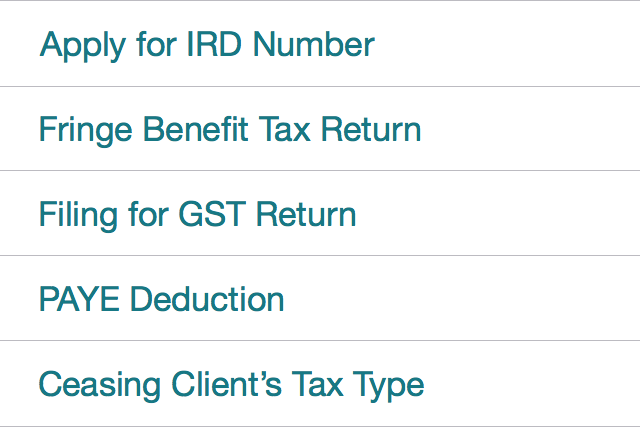 Apply for IRD Number
Fringe Benefit Tax Return
Filing for GST Return
PAYE Deduction
Ceasing Client’s Tax Type